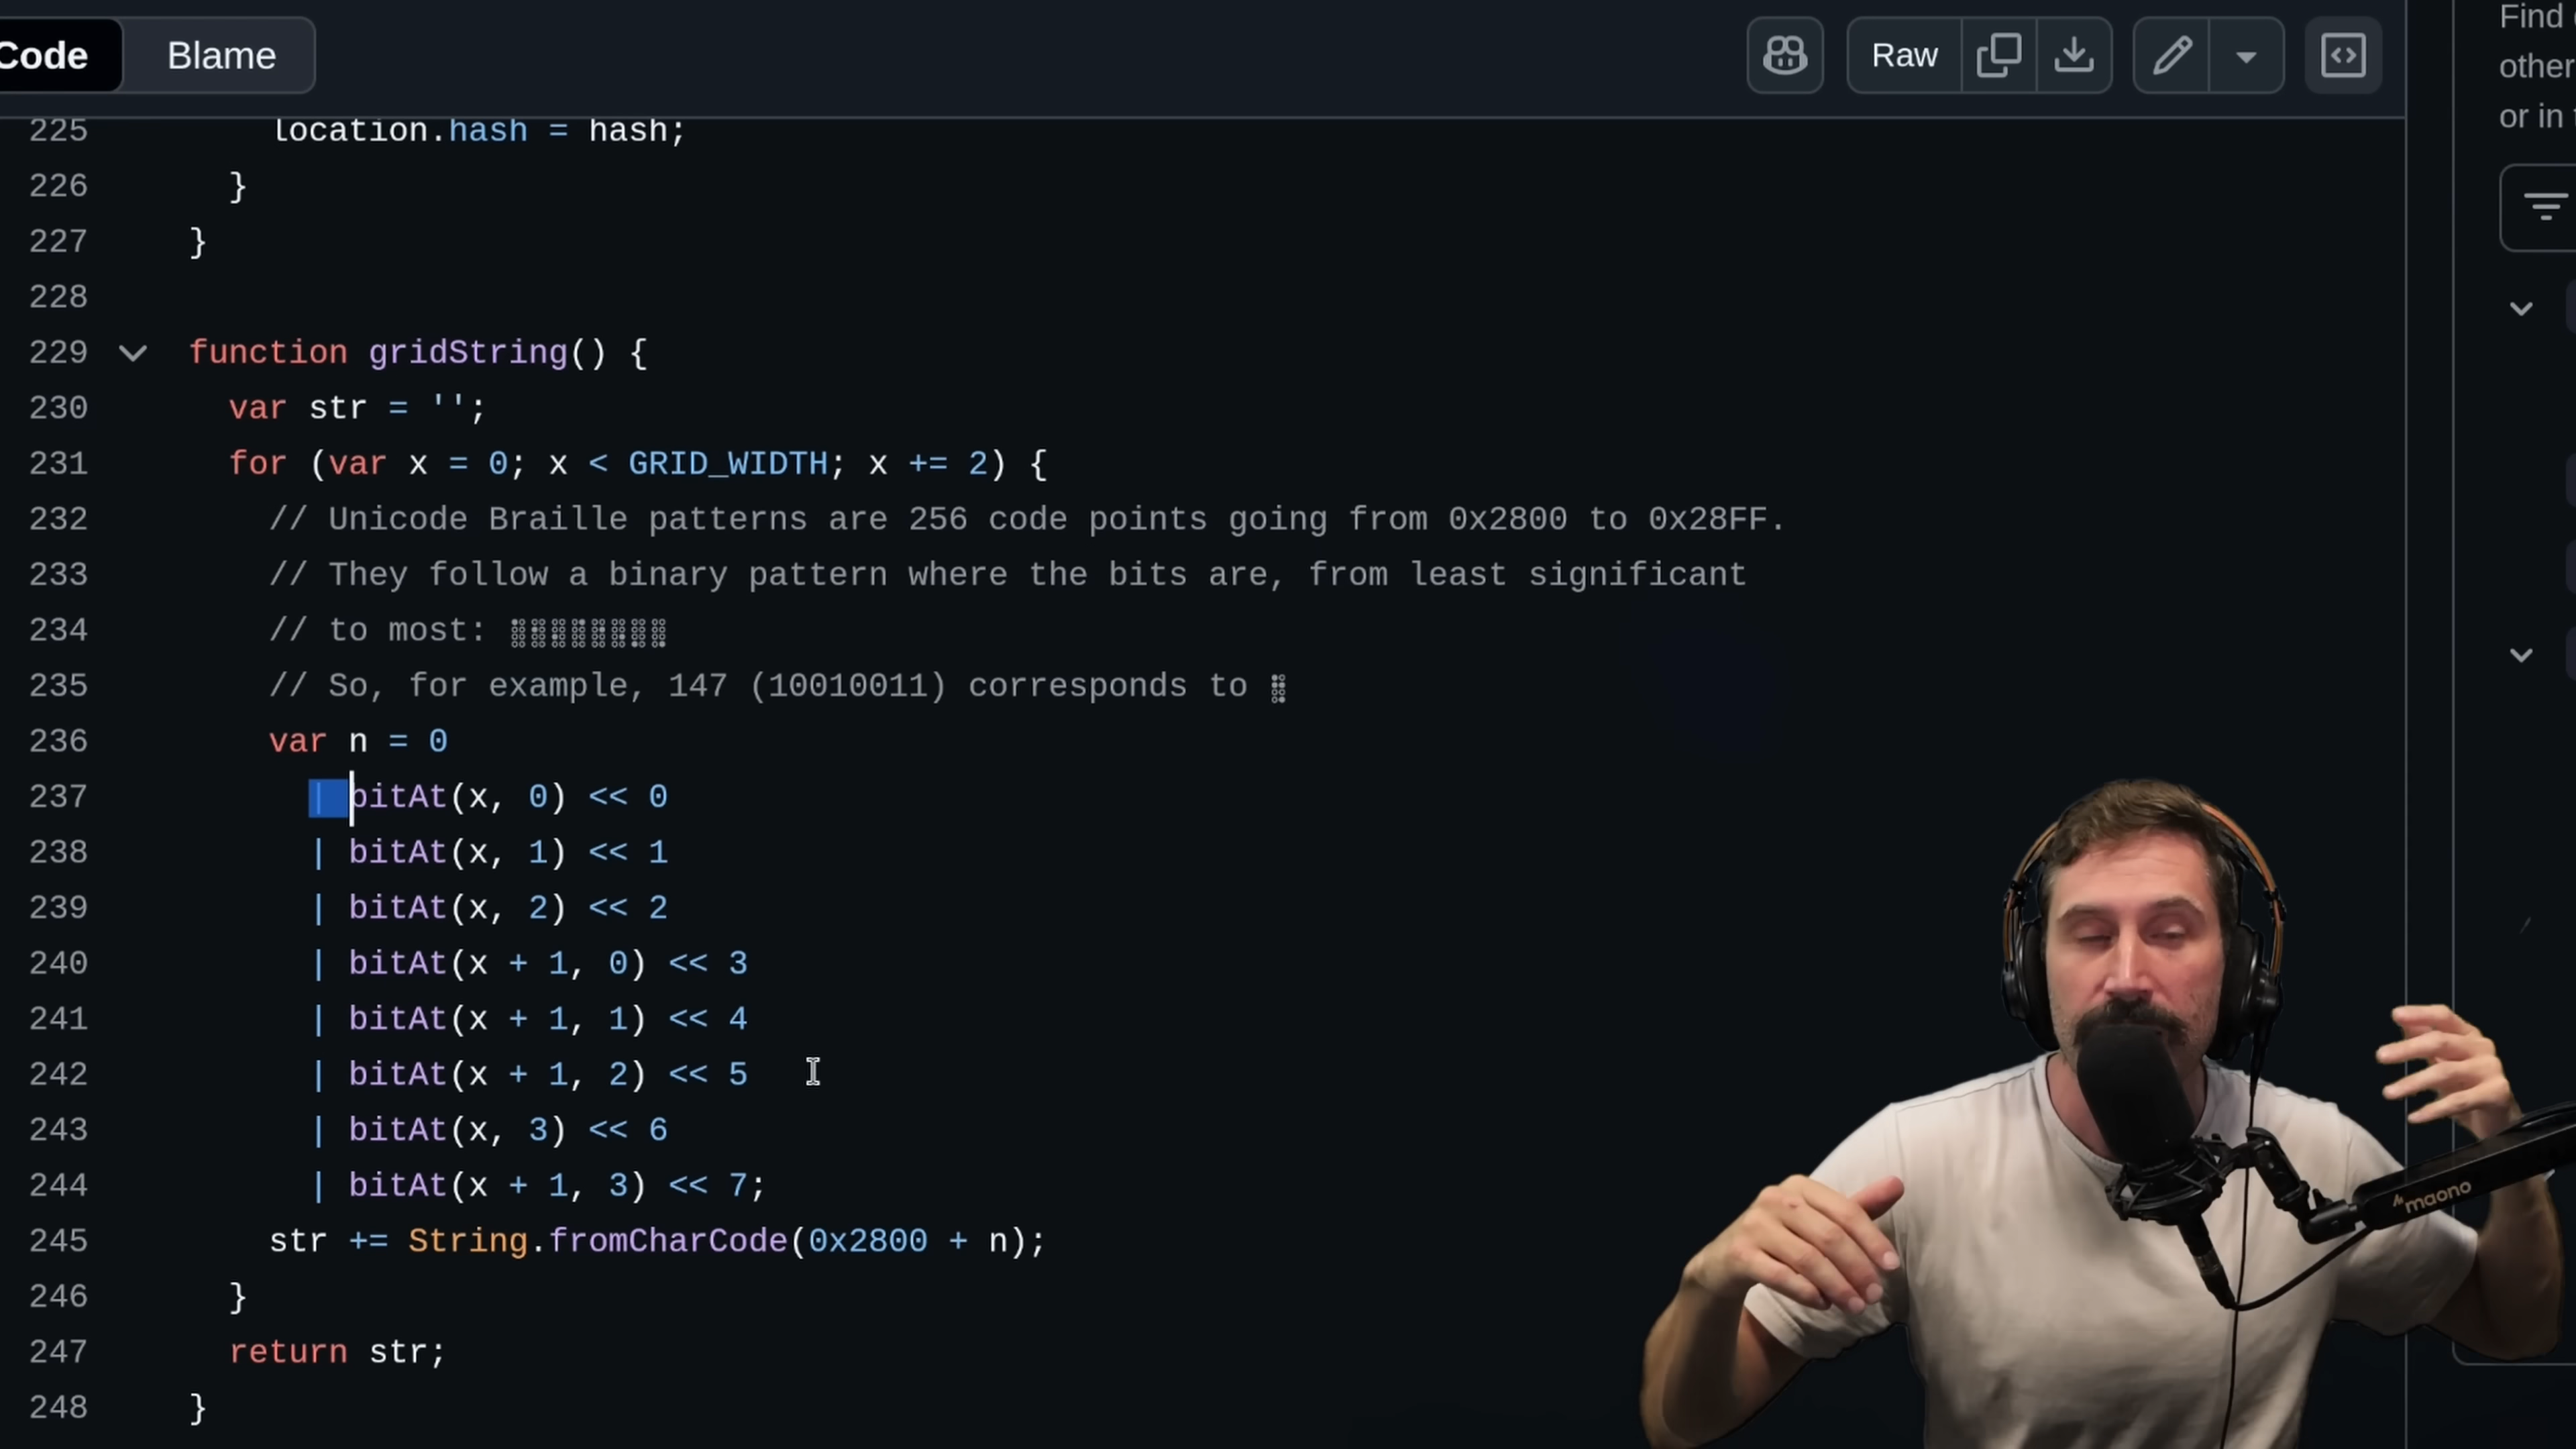 Code Blame Raw
Find
other
or in
225 location.hash = hash;
226 }
227 }
228
229 function gridString() {
230 var str = '';
231 for (var x = 0; x < GRID_WIDTH; x += 2) {
232 // Unicode Braille patterns are 256 code points going from 0x2800 to 0x28FF.
233 // They follow a binary pattern where the bits are, from least significant
234 // to most: ⠁⠂⠄⠈⠐⠠⡀⢀
235 // So, for example, 147 (10010011) corresponds to ⢓
236 var n = 0
237 | bitAt(x, 0) << 0
238 | bitAt(x, 1) << 1
239 | bitAt(x, 2) << 2
240 | bitAt(x + 1, 0) << 3
241 | bitAt(x + 1, 1) << 4
242 | bitAt(x + 1, 2) << 5
243 | bitAt(x, 3) << 6
244 | bitAt(x + 1, 3) << 7;
245 str += String.fromCharCode(0x2800 + n);
246 }
247 return str;
248 }
maono